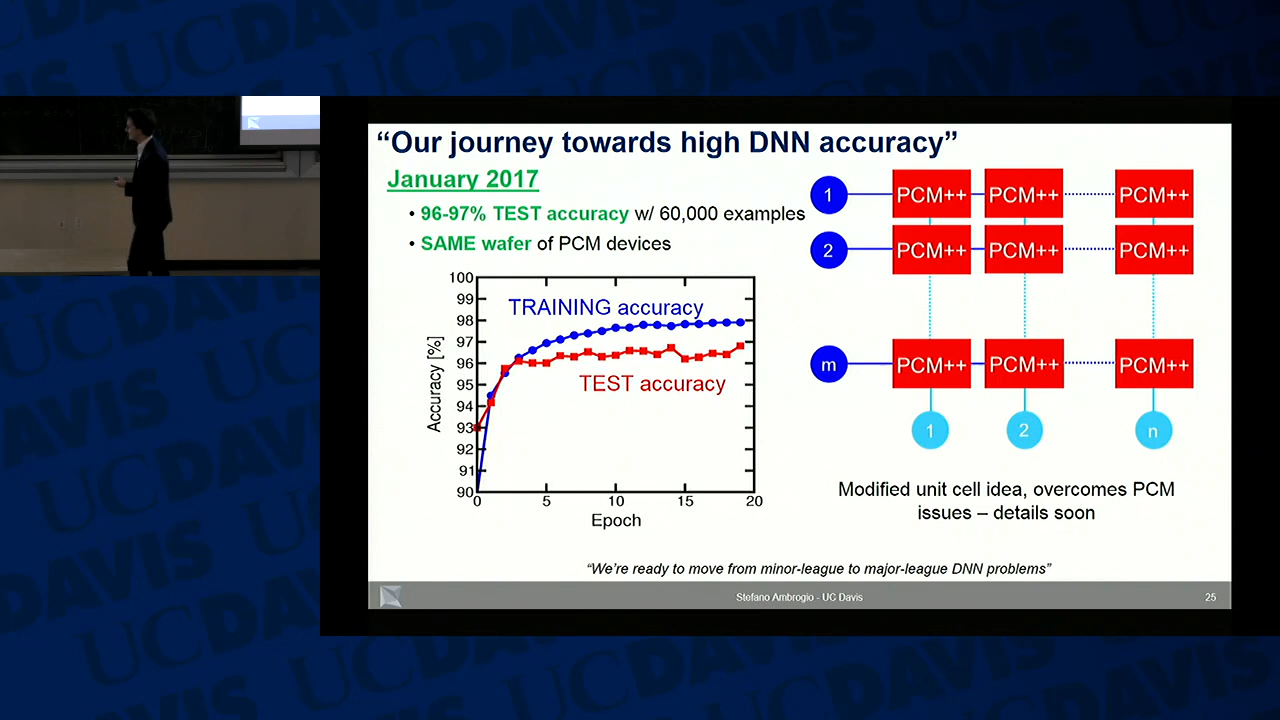 “Our journey towards high DNN accuracy”
January 2017
• 96-97% TEST accuracy w/ 60,000 examples
• SAME wafer of PCM devices
100
99
98
97
96
95
94
93
92
91
90
Accuracy [%]
TRAINING accuracy
TEST accuracy
0 5 10 15 20
Epoch
1 PCM++ PCM++ PCM++
2 PCM++ PCM++ PCM++
m PCM++ PCM++ PCM++
1 2 n
Modified unit cell idea, overcomes PCM
issues – details soon
“We’re ready to move from minor-league to major-league DNN problems”
Stefano Ambrogio - UC Davis 25
UCDAVIS